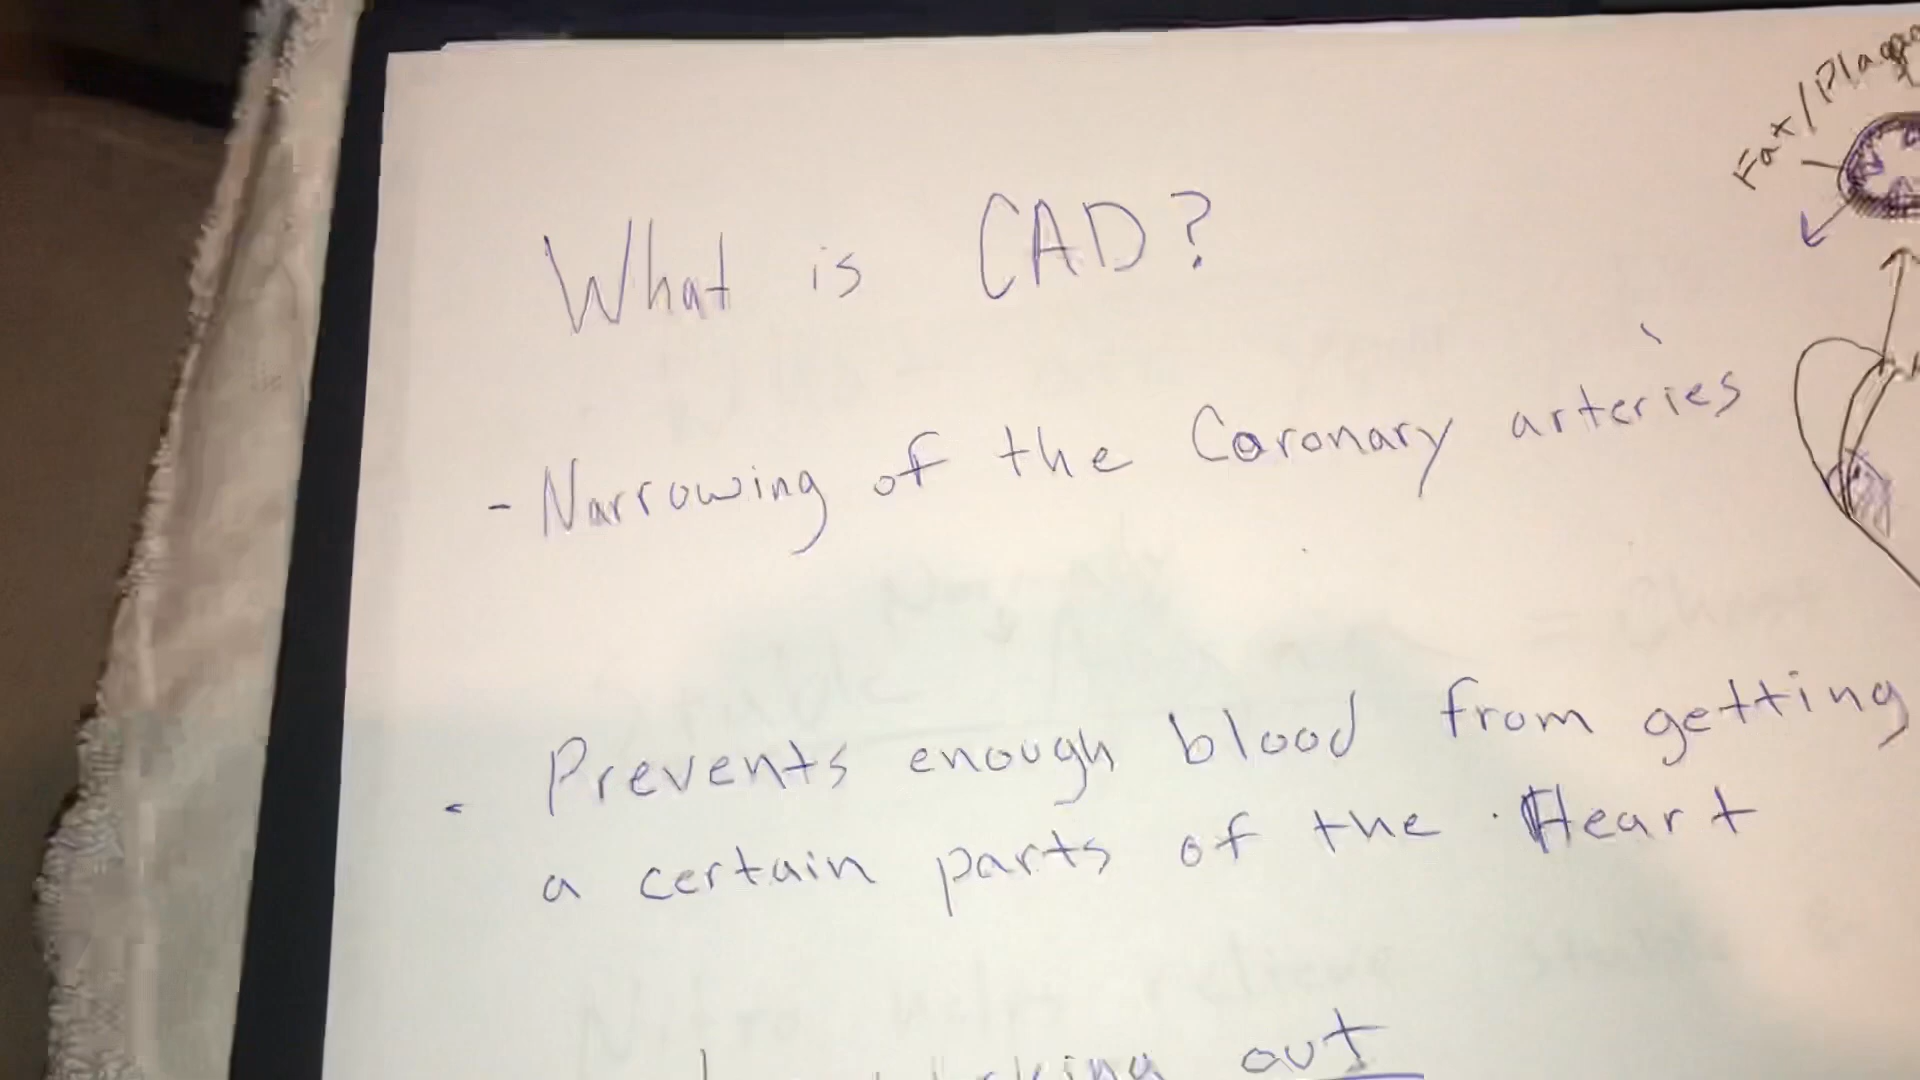 Fat/Plaq
What is CAD?
- Narrowing of the Coronary arteries
- Prevents enough blood from getting
a certain parts of the Heart
out